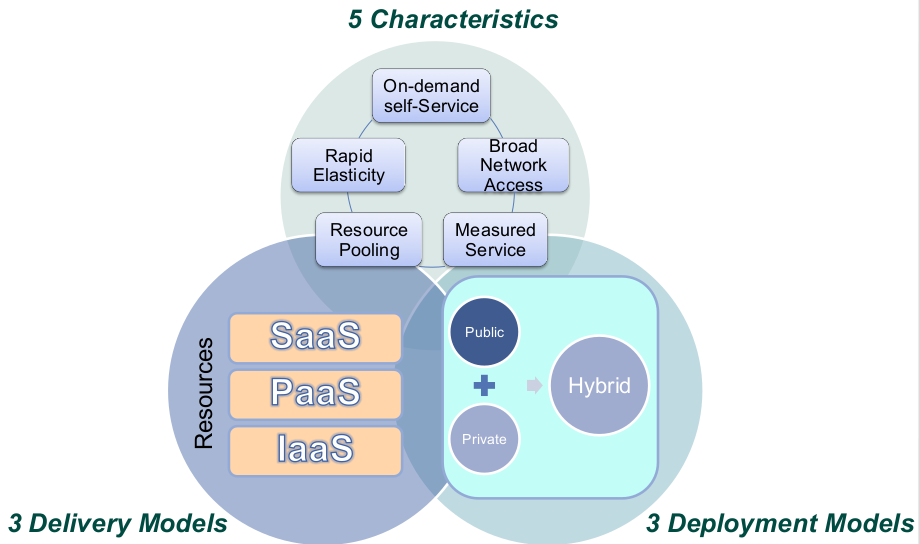 5 Characteristics
On-demand
self-Service
Rapid
Elasticity
Broad
Network
Access
Resource
Pooling
Measured
Service
Resources
SaaS
PaaS
IaaS
Public
Private
Hybrid
3 Delivery Models
3 Deployment Models